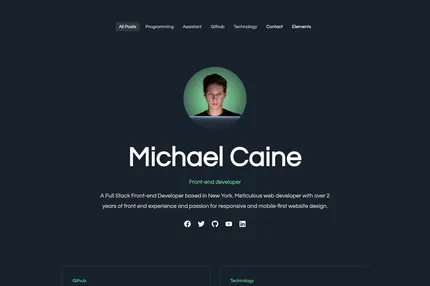 All Posts Programming Assistant Github Technology Contact Elements
Michael Caine
Front-end developer
A Full Stack Front-end Developer based in New York. Meticulous web developer with over 2
years of front end experience and passion for responsive and mobile-first website design.
Github Technology